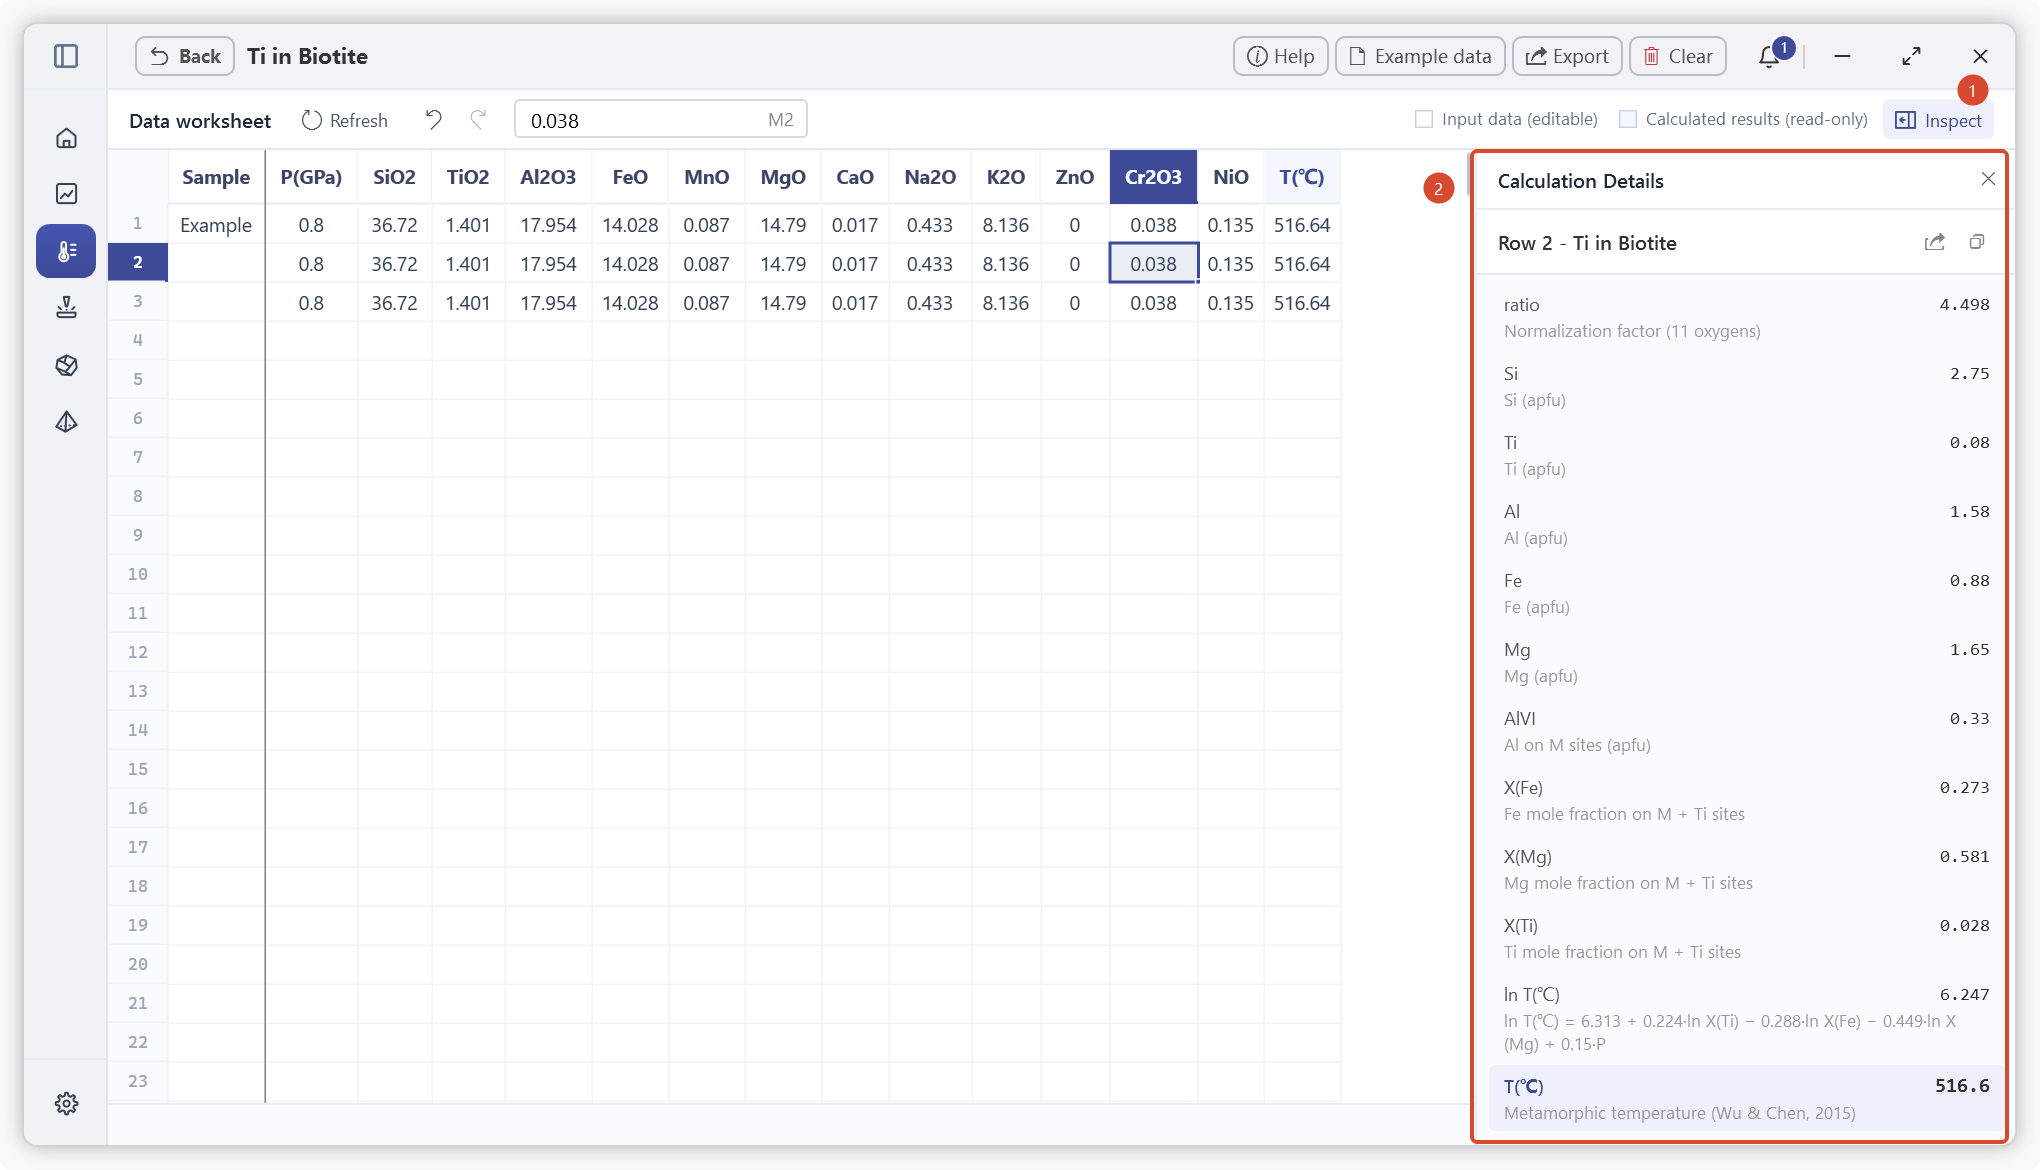 Back
Ti in Biotite
Help
Example data
Export
Clear
1
Data worksheet
Refresh
0.038 M2
Input data (editable)
Calculated results (read-only)
1
Inspect
Sample P(GPa) SiO2 TiO2 Al2O3 FeO MnO MgO CaO Na2O K2O ZnO Cr2O3 NiO T(℃)
1 Example 0.8 36.72 1.401 17.954 14.028 0.087 14.79 0.017 0.433 8.136 0 0.038 0.135 516.64
2 0.8 36.72 1.401 17.954 14.028 0.087 14.79 0.017 0.433 8.136 0 0.038 0.135 516.64
3 0.8 36.72 1.401 17.954 14.028 0.087 14.79 0.017 0.433 8.136 0 0.038 0.135 516.64
4
5
6
7
8
9
10
11
12
13
14
15
16
17
18
19
20
21
22
23
2
Calculation Details
Row 2 - Ti in Biotite
ratio 4.498
Normalization factor (11 oxygens)
Si 2.75
Si (apfu)
Ti 0.08
Ti (apfu)
Al 1.58
Al (apfu)
Fe 0.88
Fe (apfu)
Mg 1.65
Mg (apfu)
AlVI 0.33
Al on M sites (apfu)
X(Fe) 0.273
Fe mole fraction on M + Ti sites
X(Mg) 0.581
Mg mole fraction on M + Ti sites
X(Ti) 0.028
Ti mole fraction on M + Ti sites
ln T(℃) 6.247
ln T(℃) = 6.313 + 0.224·ln X(Ti) − 0.288·ln X(Fe) − 0.449·ln X
(Mg) + 0.15·P
T(℃) 516.6
Metamorphic temperature (Wu & Chen, 2015)